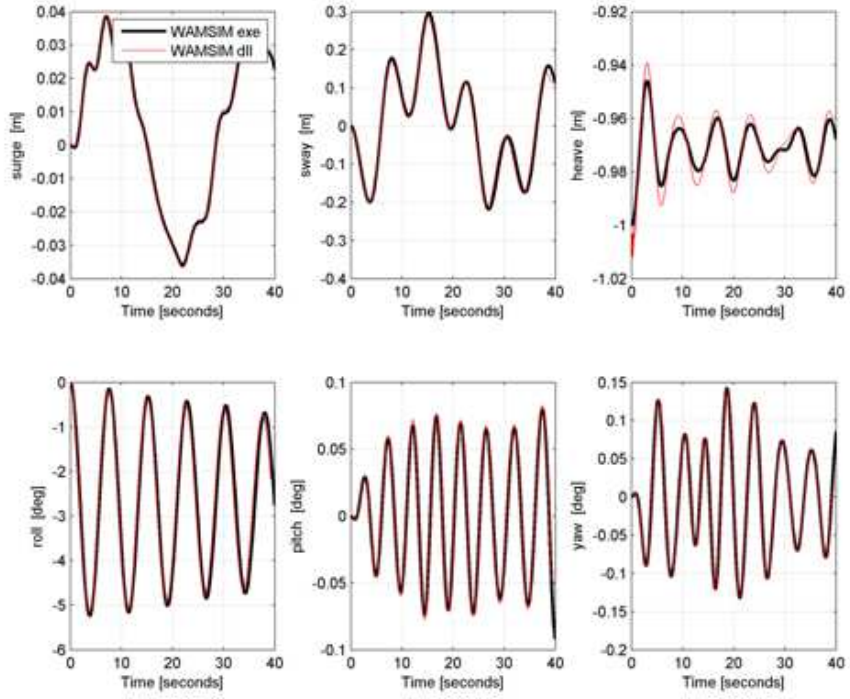 0.04
0.03
0.02
0.01
0
-0.01
-0.02
-0.03
-0.04
surge [m]
0 10 20 30 40
Time [seconds]
WAMSIM exe
WAMSIM dll
0.3
0.2
0.1
0
-0.1
-0.2
-0.3
-0.4
sway [m]
0 10 20 30 40
Time [seconds]
-0.92
-0.94
-0.96
-0.98
-1
-1.02
heave [m]
0 10 20 30 40
Time [seconds]
0
-1
-2
-3
-4
-5
-6
roll [deg]
0 10 20 30 40
Time [seconds]
0.1
0.05
0
-0.05
-0.1
pitch [deg]
0 10 20 30 40
Time [seconds]
0.15
0.1
0.05
0
-0.05
-0.1
-0.15
-0.2
yaw [deg]
0 10 20 30 40
Time [seconds]